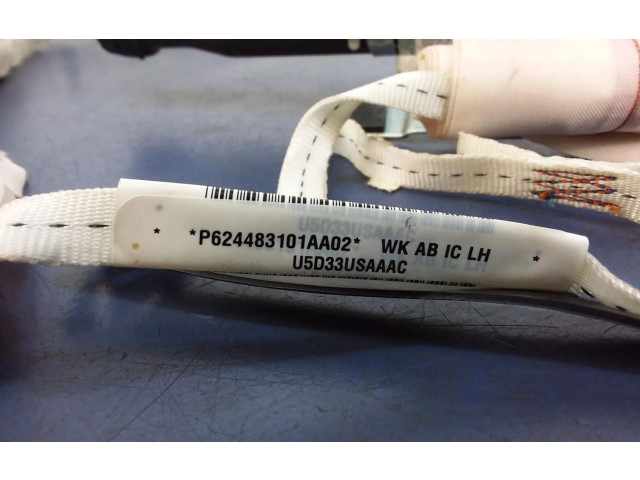 * *P624483101AA02* WK AB IC LH *
U5D33USAAAC